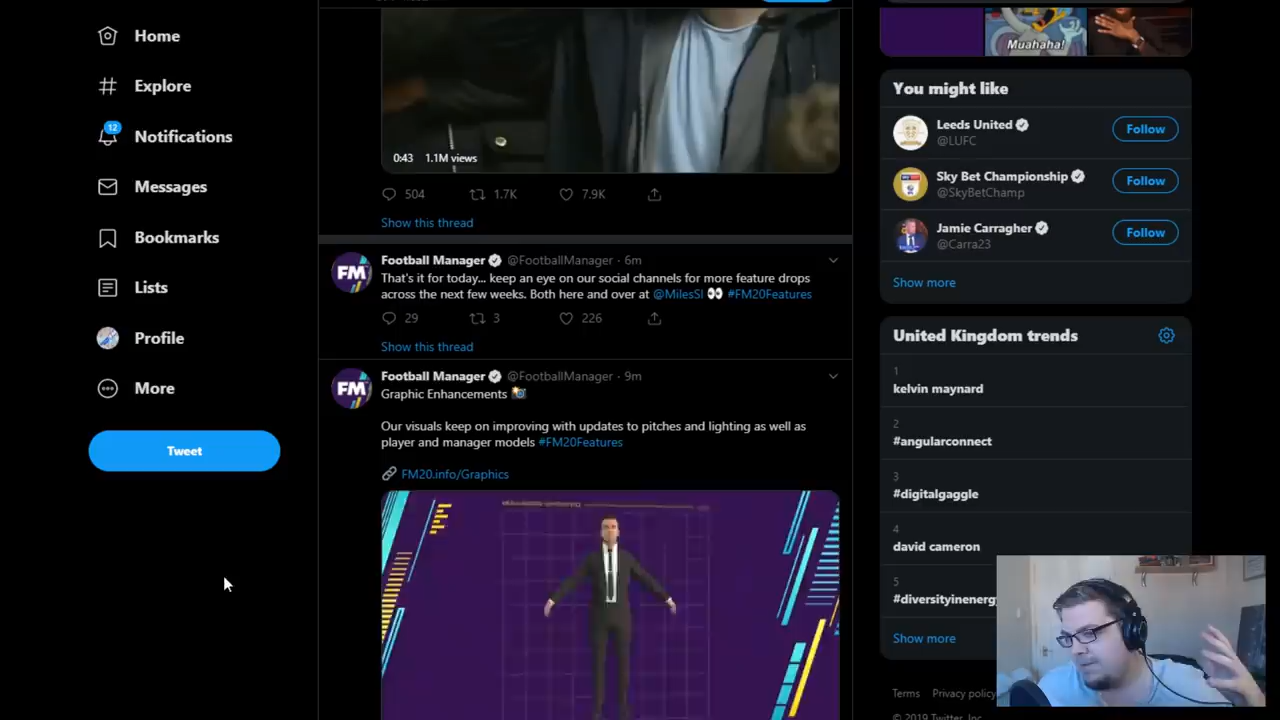 Home
Explore
12
Notifications
Messages
Bookmarks
Lists
Profile
More
Tweet
0:43 1.1M views
504 1.7K 7.9K
Show this thread
FM
Football Manager @FootballManager · 6m
That's it for today... keep an eye on our social channels for more feature drops
across the next few weeks. Both here and over at @MilesSI 👀 #FM20Features
29 3 226
Show this thread
FM
Football Manager @FootballManager · 9m
Graphic Enhancements 📸
Our visuals keep on improving with updates to pitches and lighting as well as
player and manager models #FM20Features
🔗 FM20.info/Graphics
Muahaha!
You might like
Leeds United
@LUFC
Follow
Sky Bet Championship
@SkyBetChamp
Follow
Jamie Carragher
@Carra23
Follow
Show more
United Kingdom trends
1
kelvin maynard
2
#angularconnect
3
#digitalgaggle
4
david cameron
5
#diversityinenergy
Show more
Terms Privacy policy
© 2019 Twitter, Inc.